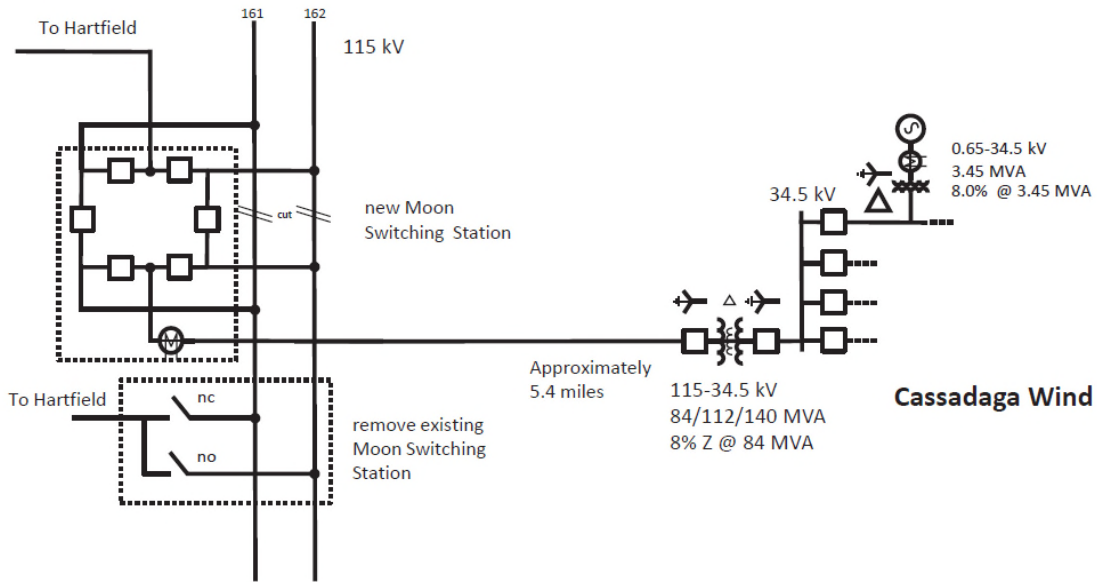 161 162
To Hartfield
115 kV
0.65-34.5 kV
3.45 MVA
8.0% @ 3.45 MVA
34.5 kV
new Moon
Switching Station
cut
M
Approximately
5.4 miles
115-34.5 kV
84/112/140 MVA
8% Z @ 84 MVA
Cassadaga Wind
To Hartfield
nc
no
remove existing
Moon Switching
Station